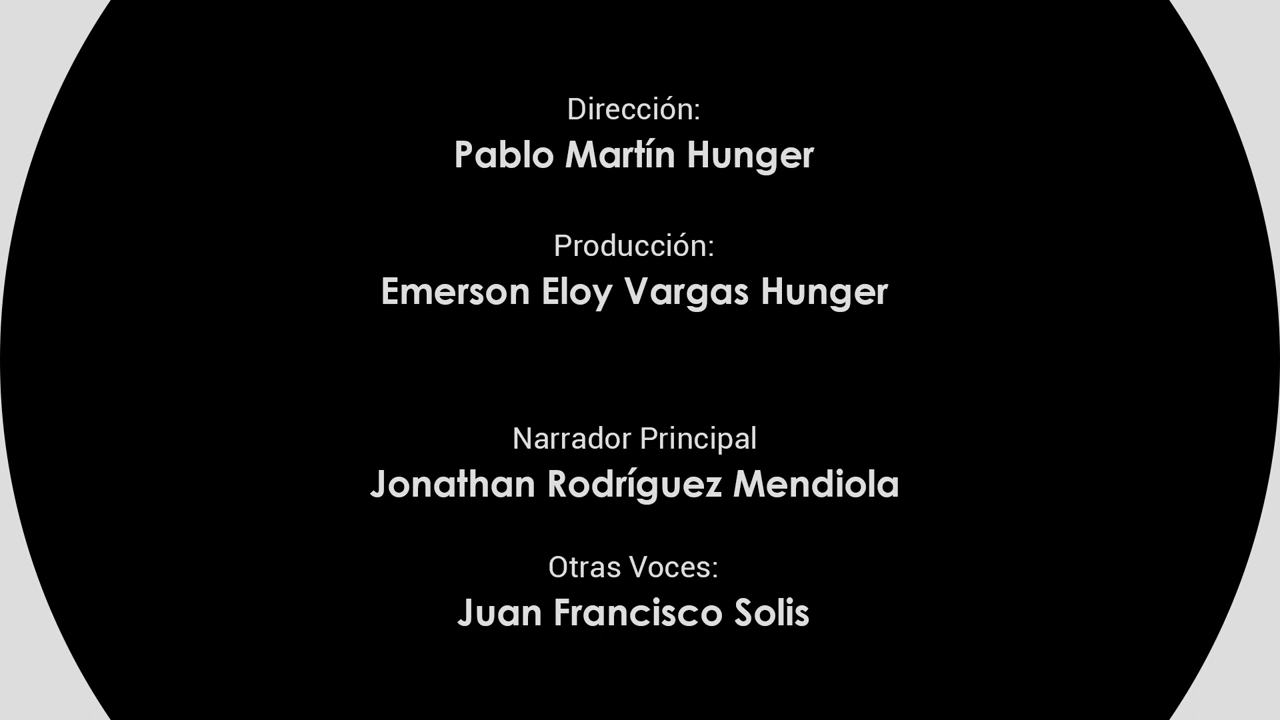 Dirección:
Pablo Martín Hunger
Producción:
Emerson Eloy Vargas Hunger
Narrador Principal
Jonathan Rodríguez Mendiola
Otras Voces:
Juan Francisco Solis